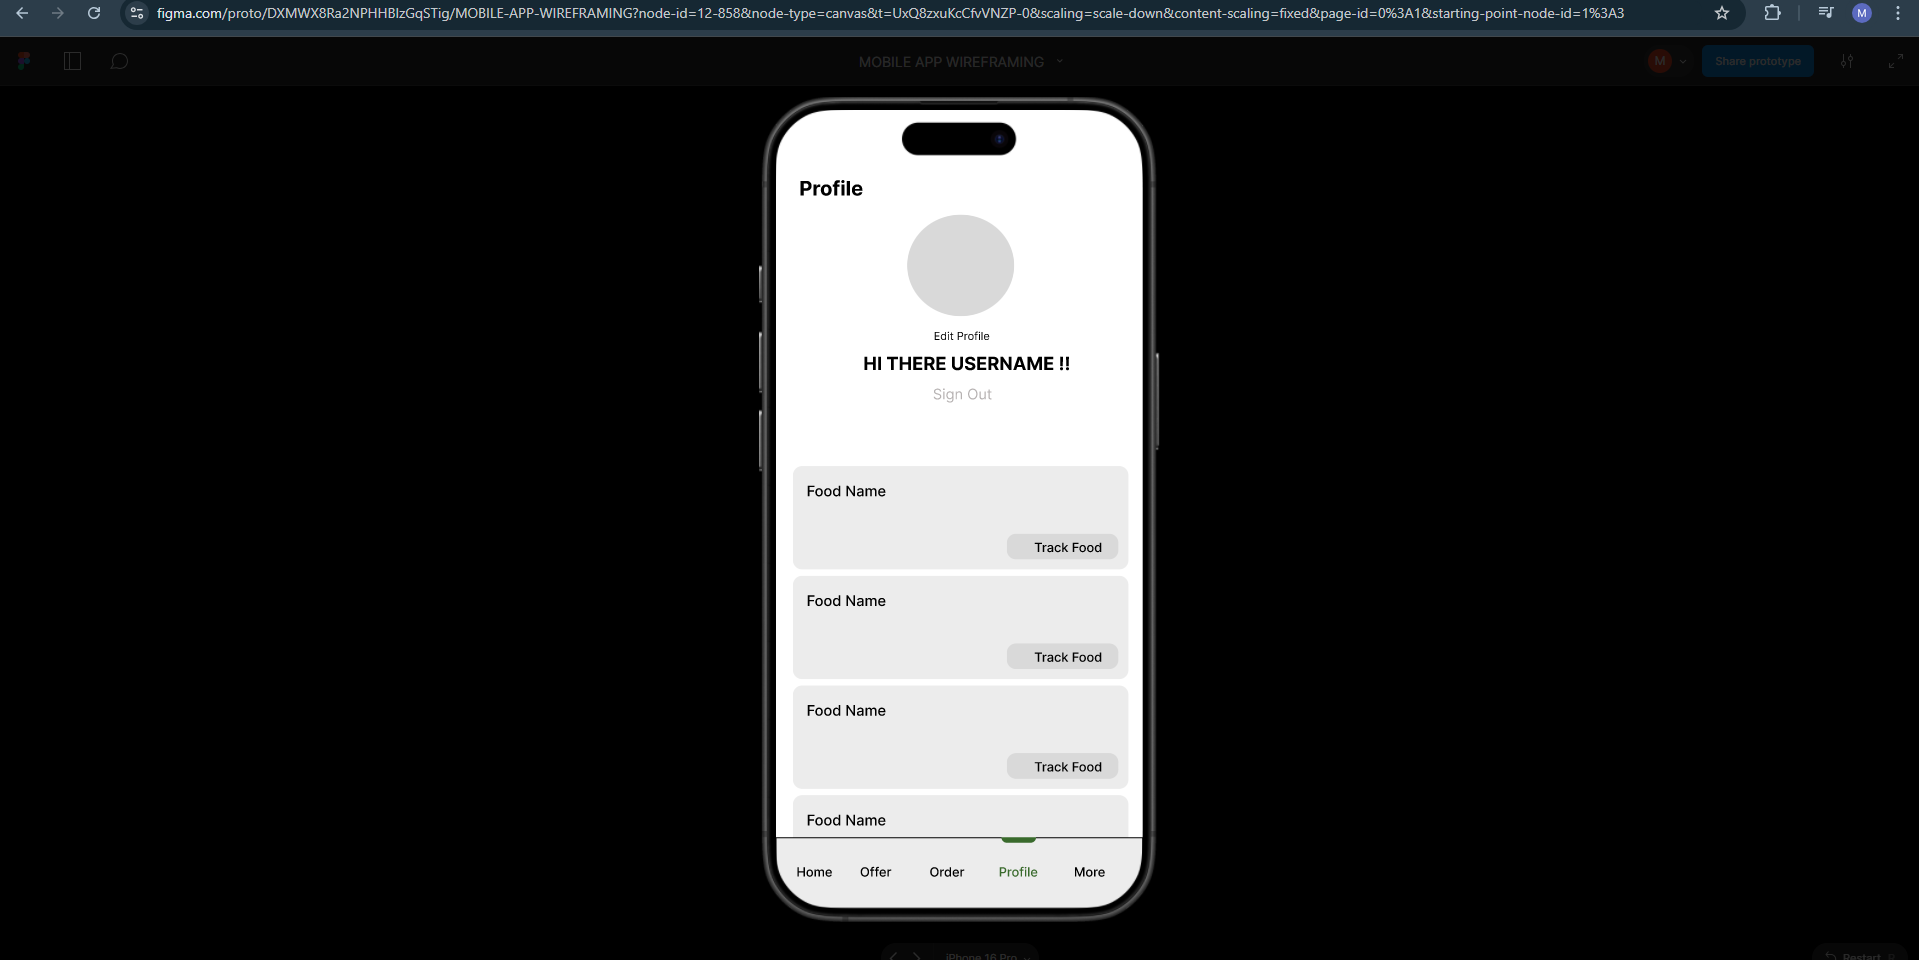 figma.com/proto/DXMWX8Ra2NPHHBIzGqSTig/MOBILE-APP-WIREFRAMING?node-id=12-858&node-type=canvas&t=UxQ8zxuKcCfvVNZP-0&scaling=scale-down&content-scaling=fixed&page-id=0%3A1&starting-point-node-id=1%3A3
M
MOBILE APP WIREFRAMING
M
Share prototype
Profile
Edit Profile
HI THERE USERNAME !!
Sign Out
Food Name
Track Food
Food Name
Track Food
Food Name
Track Food
Food Name
Home Offer Order Profile More
iPhone 16 Pro
Restart R